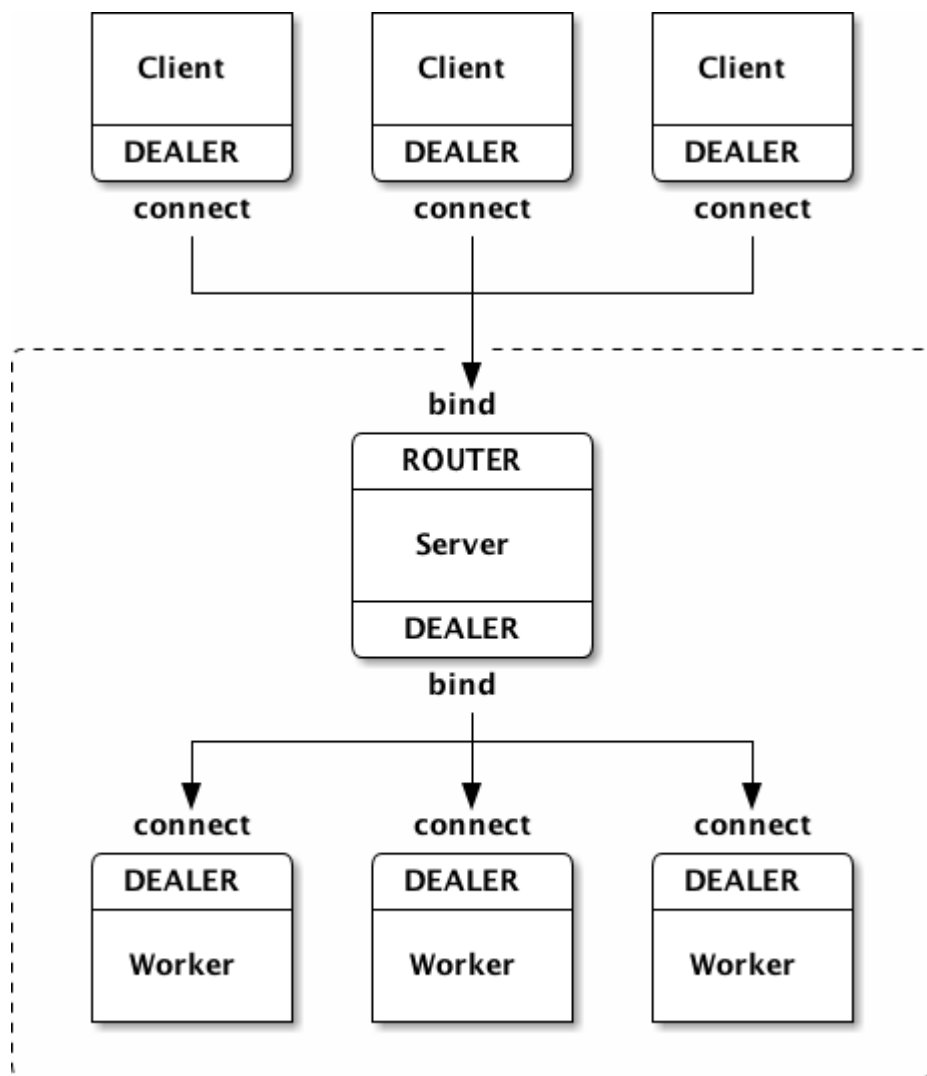 Client Client Client
DEALER DEALER DEALER
connect connect connect
bind
ROUTER
Server
DEALER
bind
connect connect connect
DEALER DEALER DEALER
Worker Worker Worker